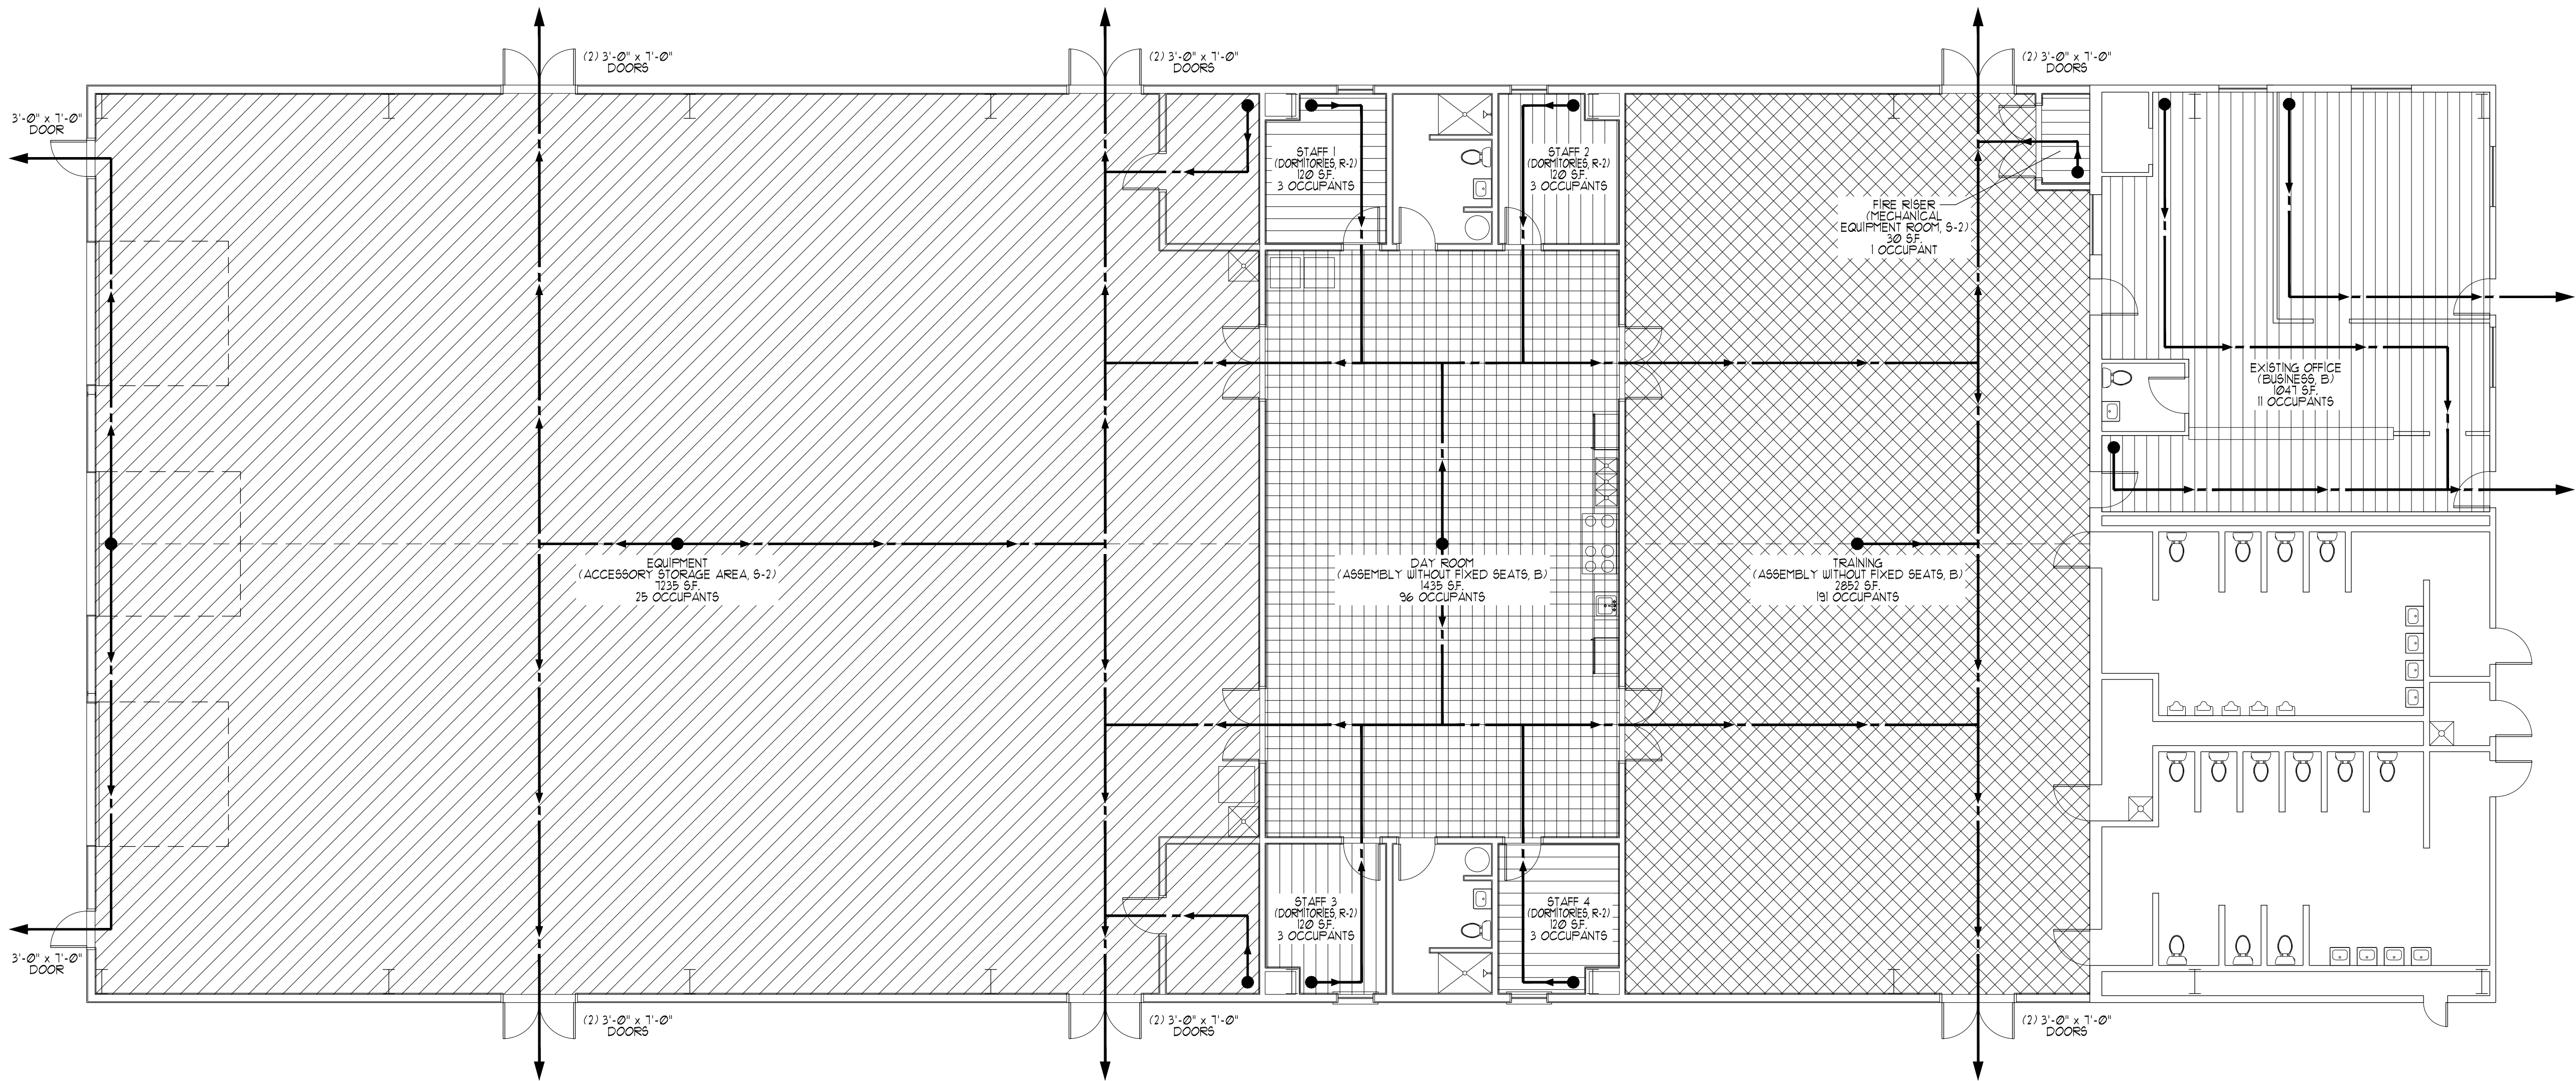 (2) 3'-0" x 7'-0"
DOORS
(2) 3'-0" x 7'-0"
DOORS
(2) 3'-0" x 7'-0"
DOORS
3'-0" x 7'-0"
DOOR
STAFF 1
(DORMITORIES, R-2)
120 S.F.
3 OCCUPANTS
STAFF 2
(DORMITORIES, R-2)
120 S.F.
3 OCCUPANTS
FIRE RISER
(MECHANICAL
EQUIPMENT ROOM, S-2)
30 S.F.
1 OCCUPANT
EXISTING OFFICE
(BUSINESS, B)
1047 S.F.
11 OCCUPANTS
EQUIPMENT
(ACCESSORY STORAGE AREA, S-2)
7235 S.F.
25 OCCUPANTS
DAY ROOM
(ASSEMBLY WITHOUT FIXED SEATS, B)
1435 S.F.
96 OCCUPANTS
TRAINING
(ASSEMBLY WITHOUT FIXED SEATS, B)
2852 S.F.
191 OCCUPANTS
STAFF 3
(DORMITORIES, R-2)
120 S.F.
3 OCCUPANTS
STAFF 4
(DORMITORIES, R-2)
120 S.F.
3 OCCUPANTS
3'-0" x 7'-0"
DOOR
(2) 3'-0" x 7'-0"
DOORS
(2) 3'-0" x 7'-0"
DOORS
(2) 3'-0" x 7'-0"
DOORS